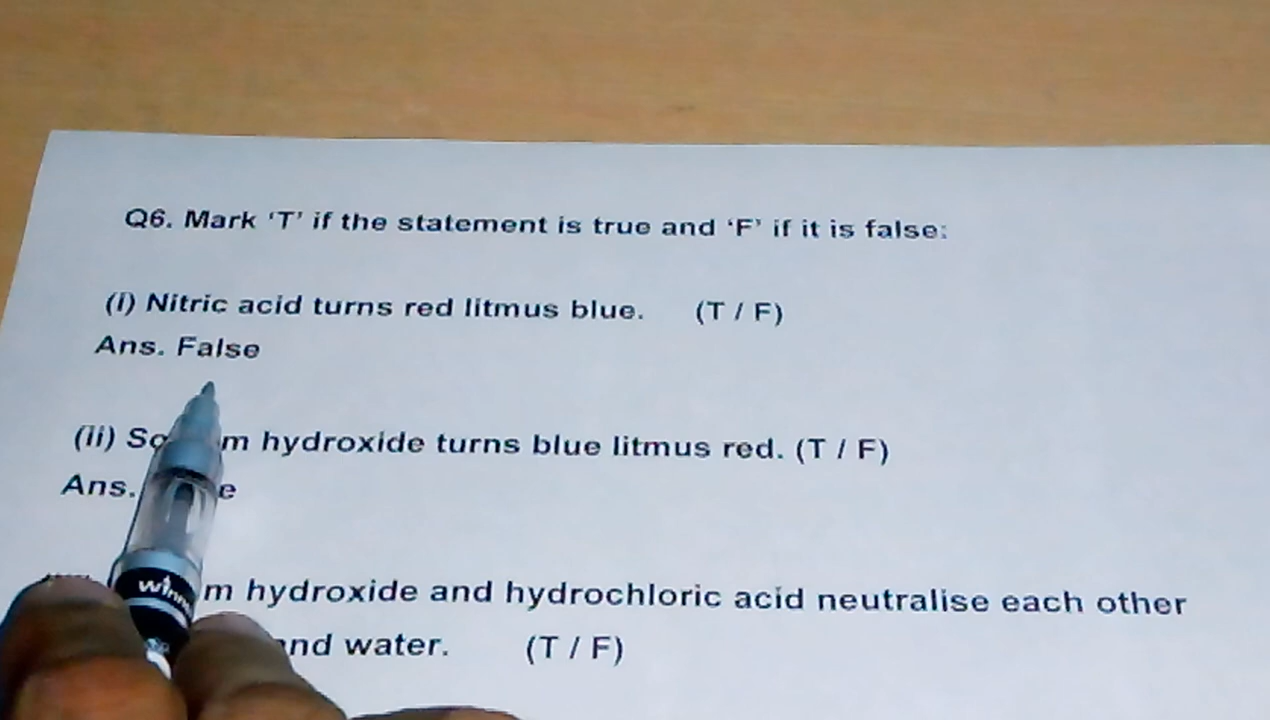 Q6. Mark ‘T’ if the statement is true and ‘F’ if it is false:
(i) Nitric acid turns red litmus blue. (T / F)
Ans. False
(ii) hydroxide turns blue litmus red. (T / F)
Ans.
hydroxide and hydrochloric acid neutralise each other
water. (T / F)